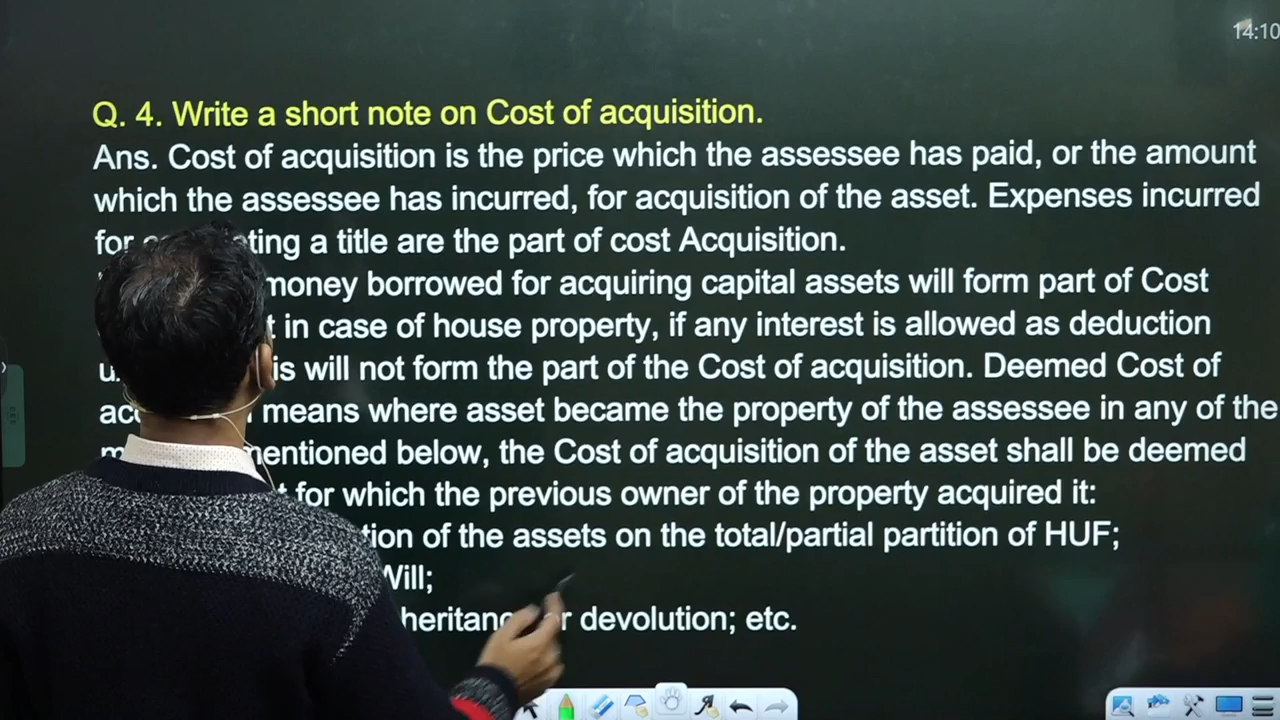 14:10
Q. 4. Write a short note on Cost of acquisition.
Ans. Cost of acquisition is the price which the assessee has paid, or the amount
which the assessee has incurred, for acquisition of the asset. Expenses incurred
for a title are the part of cost Acquisition.
money borrowed for acquiring capital assets will form part of Cost
in case of house property, if any interest is allowed as deduction
is will not form the part of the Cost of acquisition. Deemed Cost of
means where asset became the property of the assessee in any of the
mentioned below, the Cost of acquisition of the asset shall be deemed
for which the previous owner of the property acquired it:
of the assets on the total/partial partition of HUF;
Will;
devolution; etc.